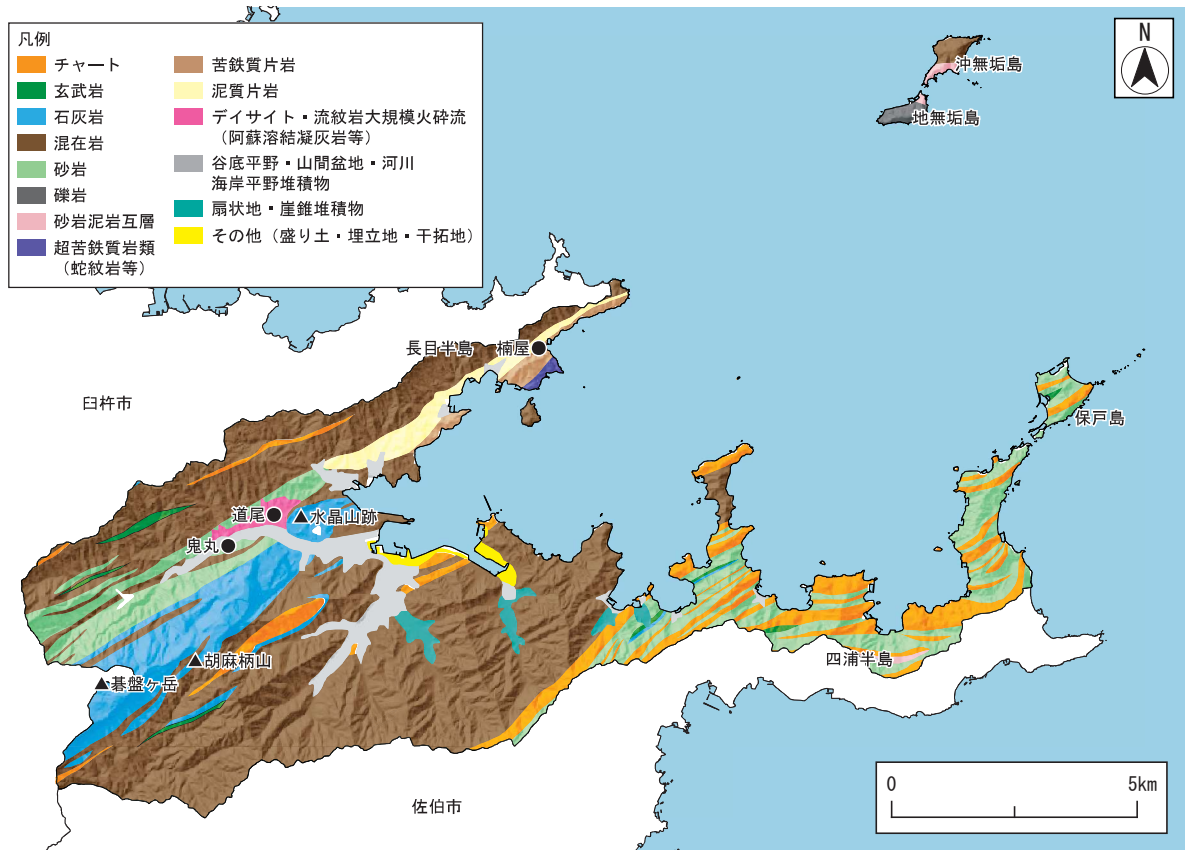 凡例
チャート
玄武岩
石灰岩
混在岩
砂岩
礫岩
砂岩泥岩互層
超苦鉄質岩類
（蛇紋岩等）
苦鉄質片岩
泥質片岩
デイサイト・流紋岩大規模火砕流
（阿蘇溶結凝灰岩等）
谷底平野・山間盆地・河川
海岸平野堆積物
扇状地・崖錐堆積物
その他（盛り土・埋立地・干拓地）
N
沖無垢島
地無垢島
長目半島
楠屋
臼杵市
保戸島
道尾
水晶山跡
鬼丸
胡麻柄山
碁盤ヶ岳
四浦半島
佐伯市
0
5km